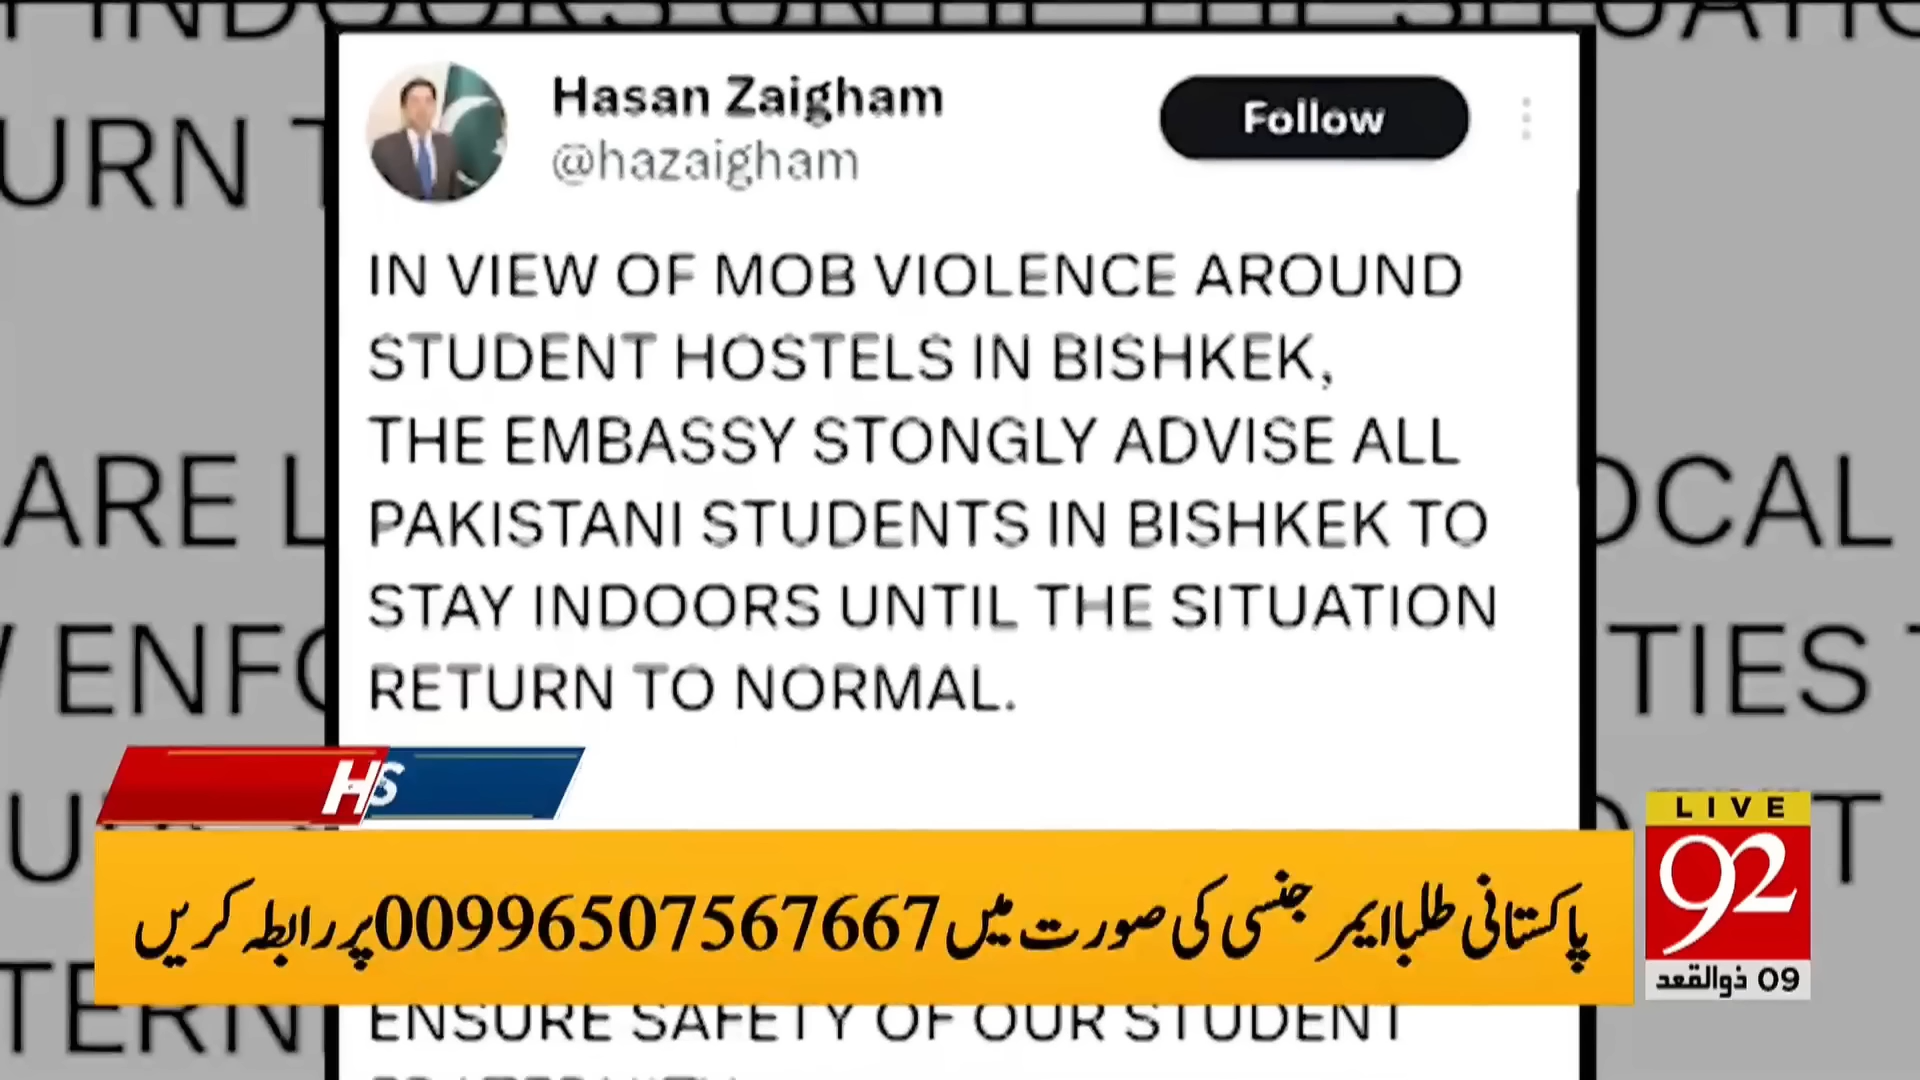 Hasan Zaigham
@hazaigham
Follow
IN VIEW OF MOB VIOLENCE AROUND
STUDENT HOSTELS IN BISHKEK,
THE EMBASSY STONGLY ADVISE ALL
PAKISTANI STUDENTS IN BISHKEK TO
STAY INDOORS UNTIL THE SITUATION
RETURN TO NORMAL.
ENSURE SAFETY OF OUR STUDENT
H
S
پاکستانی طلبا ایمرجنسی کی صورت میں 00996507567667 پر رابطہ کریں
LIVE
92
09 ذوالقعد